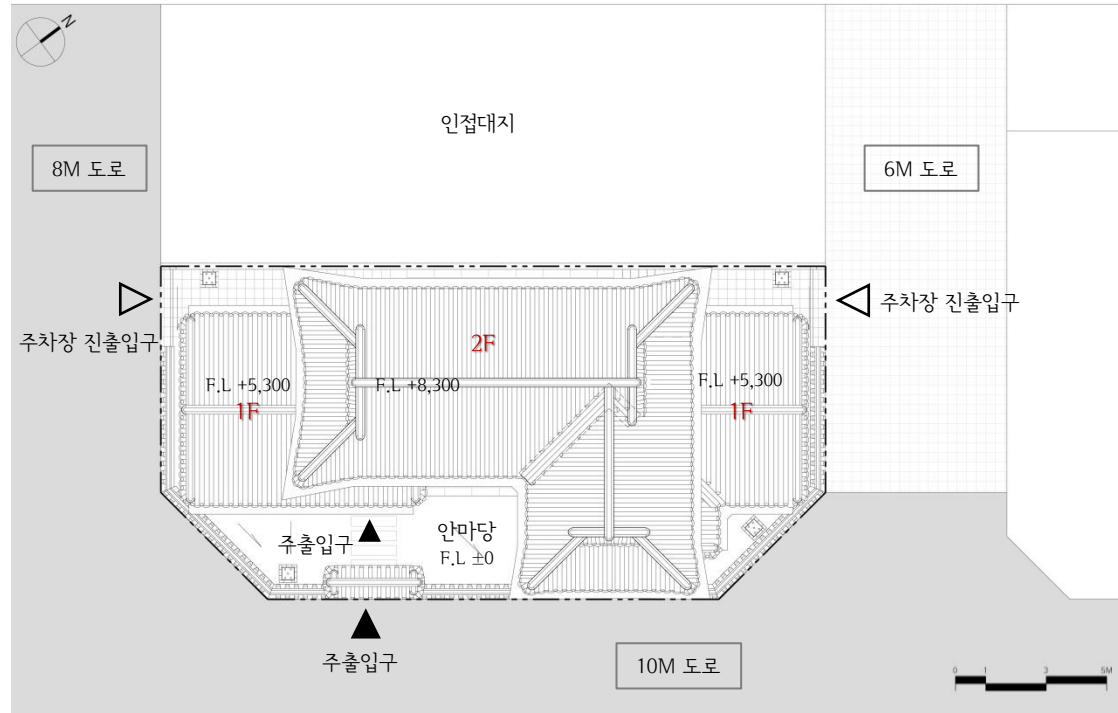 N
인접대지
8M 도로
6M 도로
주차장 진출입구
주차장 진출입구
2F
F.L +5,300
F.L +8,300
F.L +5,300
1F
1F
주출입구
안마당
F.L ±0
주출입구
10M 도로
0 1 3 5M